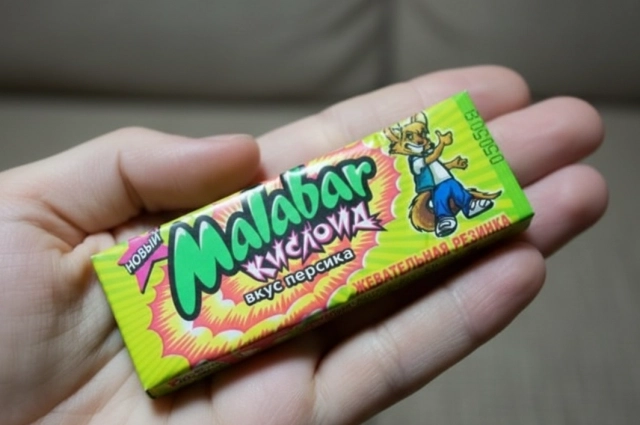 НОВЫЙ
Malabar
КИСЛОИД
вкус персика
ЖЕВАТЕЛЬНАЯ РЕЗИНКА